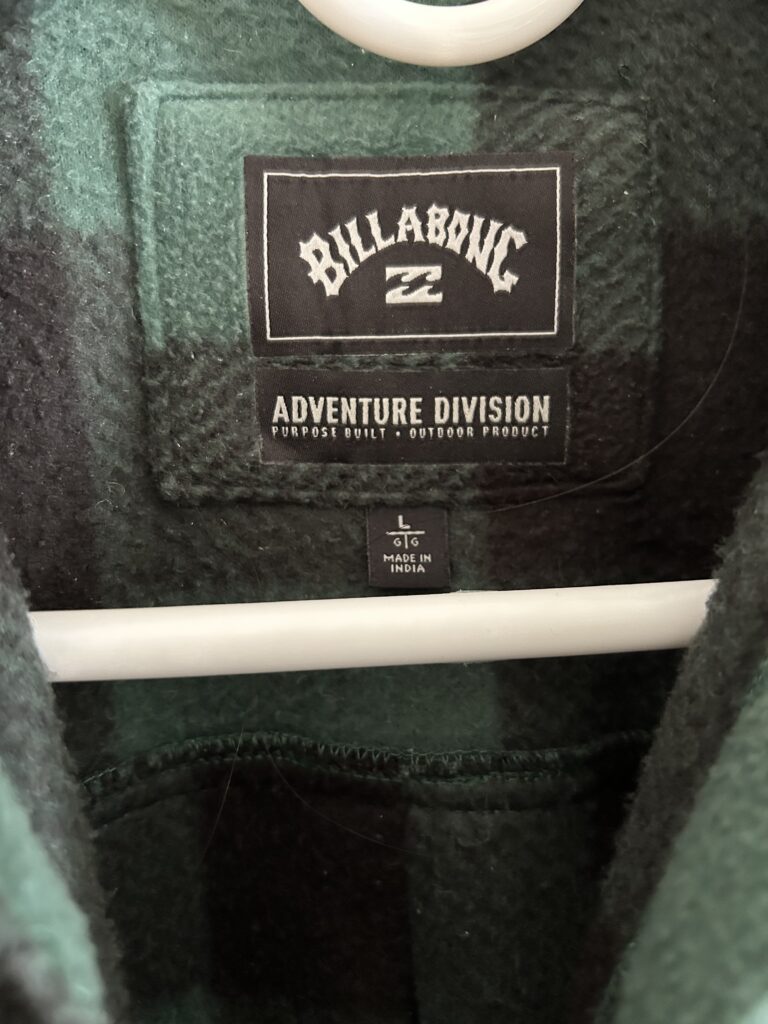 BILLABONG
ADVENTURE DIVISION
PURPOSE BUILT • OUTDOOR PRODUCT
L
G G
MADE IN
INDIA